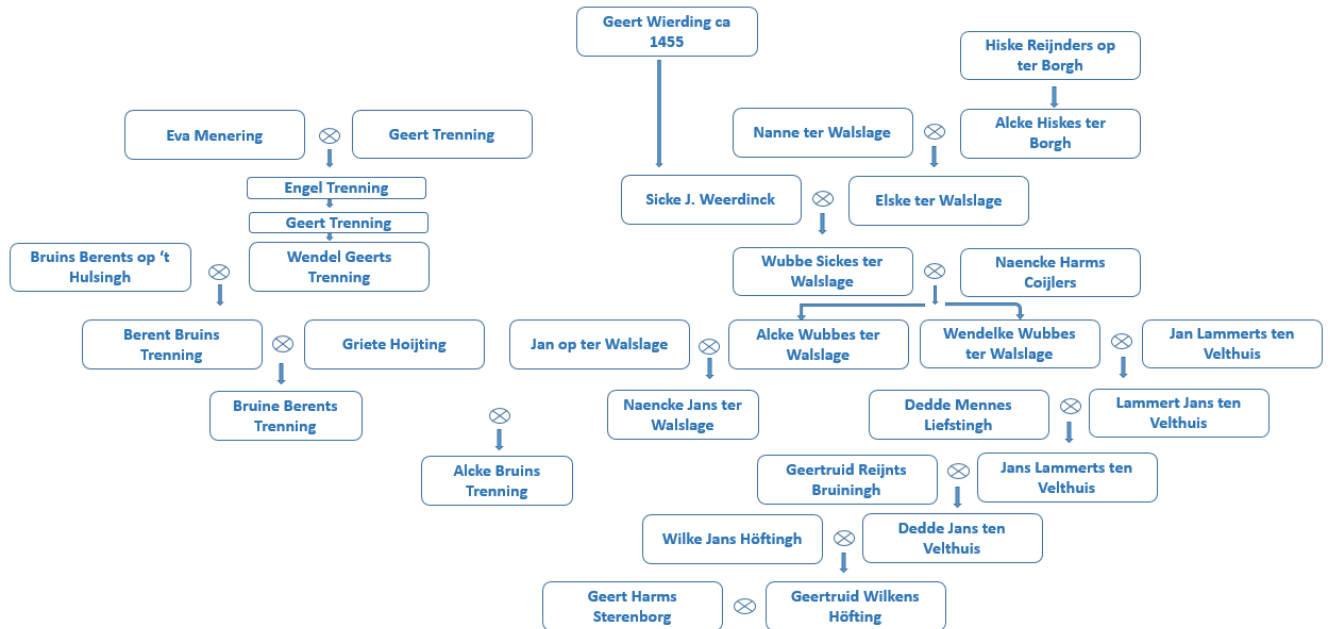 Geert Wierding ca
1455
Hiske Reijnders op
ter Borgh
Eva Menering
Geert Trenning
Nanne ter Walslage
Alcke Hiskes ter
Borgh
Engel Trenning
Sicke J. Weerdinck
Elske ter Walslage
Geert Trenning
Bruins Berents op ‘t
Hulsingh
Wendel Geerts
Trenning
Wubbe Sickes ter
Walslage
Naencke Harms
Coijlers
Berent Bruins
Trenning
Griete Hoijting
Jan op ter Walslage
Alcke Wubbes ter
Walslage
Wendelke Wubbes
ter Walslage
Jan Lammerts ten
Velthuis
Bruine Berents
Trenning
Naencke Jans ter
Walslage
Dedde Mennes
Liefstingh
Lammert Jans ten
Velthuis
Alcke Bruins
Trenning
Geertruid Reijnts
Bruiningh
Jans Lammerts ten
Velthuis
Wilke Jans Höftingh
Dedde Jans ten
Velthuis
Geert Harms
Sterenborg
Geertruid Wilkens
Höfting